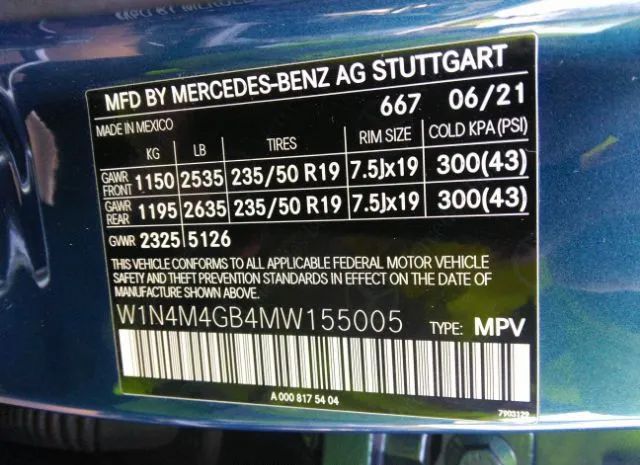 MFD BY MERCEDES-BENZ AG STUTTGART
MADE IN MEXICO 667 06/21
KG LB TIRES RIM SIZE COLD KPA (PSI)
GAWR FRONT 1150 2535 235/50 R19 7.5Jx19 300(43)
GAWR REAR 1195 2635 235/50 R19 7.5Jx19 300(43)
GVWR 2325 5126
THIS VEHICLE CONFORMS TO ALL APPLICABLE FEDERAL MOTOR VEHICLE
SAFETY AND THEFT PREVENTION STANDARDS IN EFFECT ON THE DATE OF
MANUFACTURE SHOWN ABOVE.
W1N4M4GB4MW155005 TYPE: MPV
A 000 817 54 04
7903129